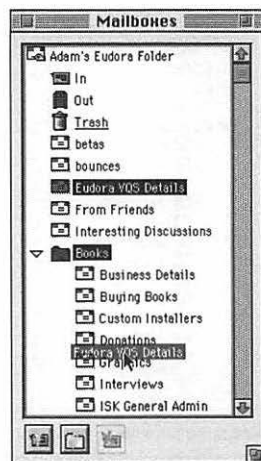 Mailboxes
Adam's Eudora Folder
In
Out
Trash
betas
bounces
Eudora VQS Details
From Friends
Interesting Discussions
Books
Business Details
Buying Books
Custom Installers
Donations
Eudora VQS Details
Graphics
Interviews
ISK General Admin